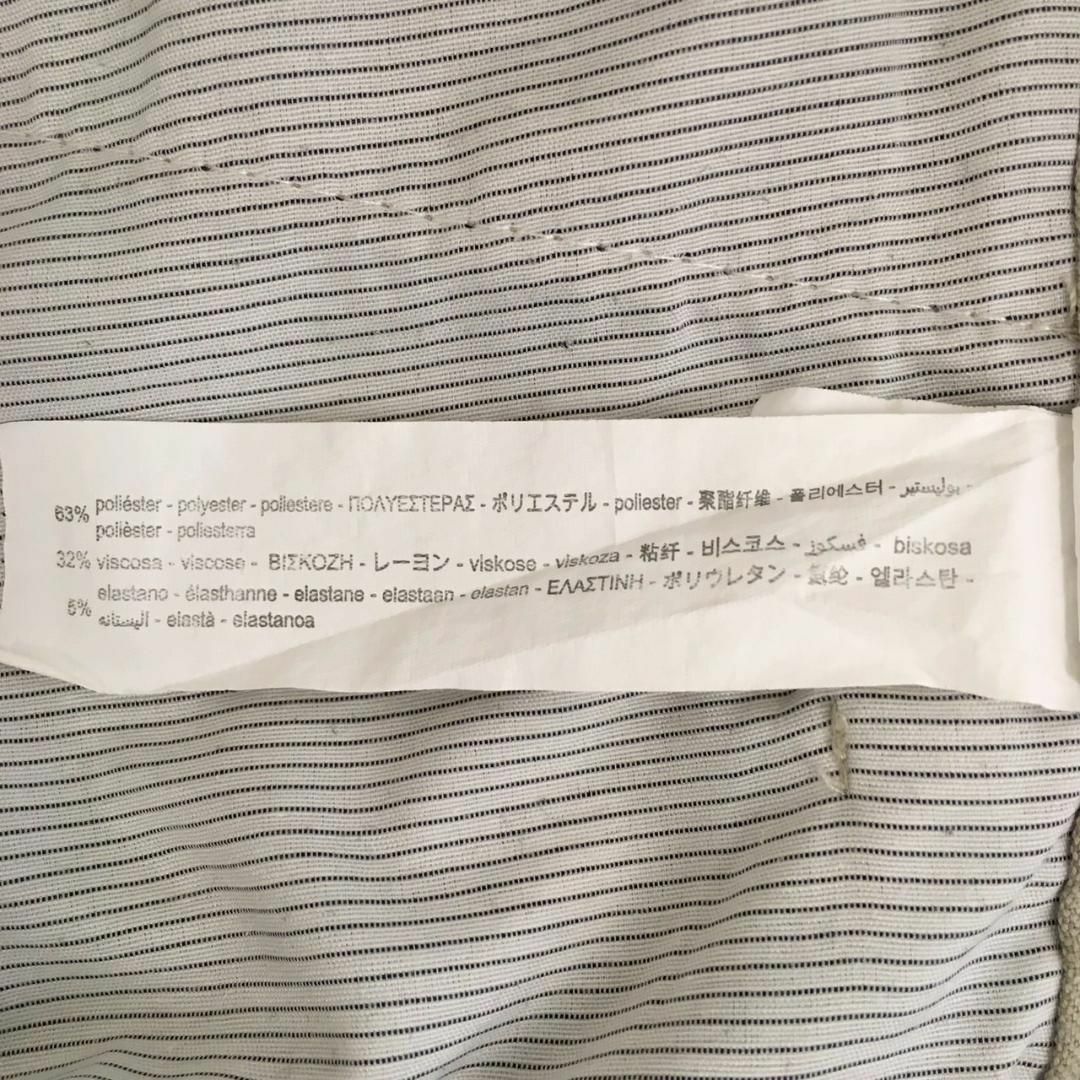 63% poliéster - polyester - poliestere - ΠΟΛΥΕΣΤΕΡΑΣ - ポリエステル - poliester - 聚酯纤维 - 폴리에스터 - بوليستير -
polièster - poliesterra
32% viscosa - viscose - ΒΙΣΚΟΖΗ - レーヨン - viskose - viskoza - 粘纤 - 비스코스 - فسكوز - biskosa
5% elastano - élasthanne - elastane - elastaan - elastan - ΕΛΑΣΤΙΝΗ - ポリウレタン - 氨纶 - 엘라스탄 -
اليستانه - elastà - elastanoa